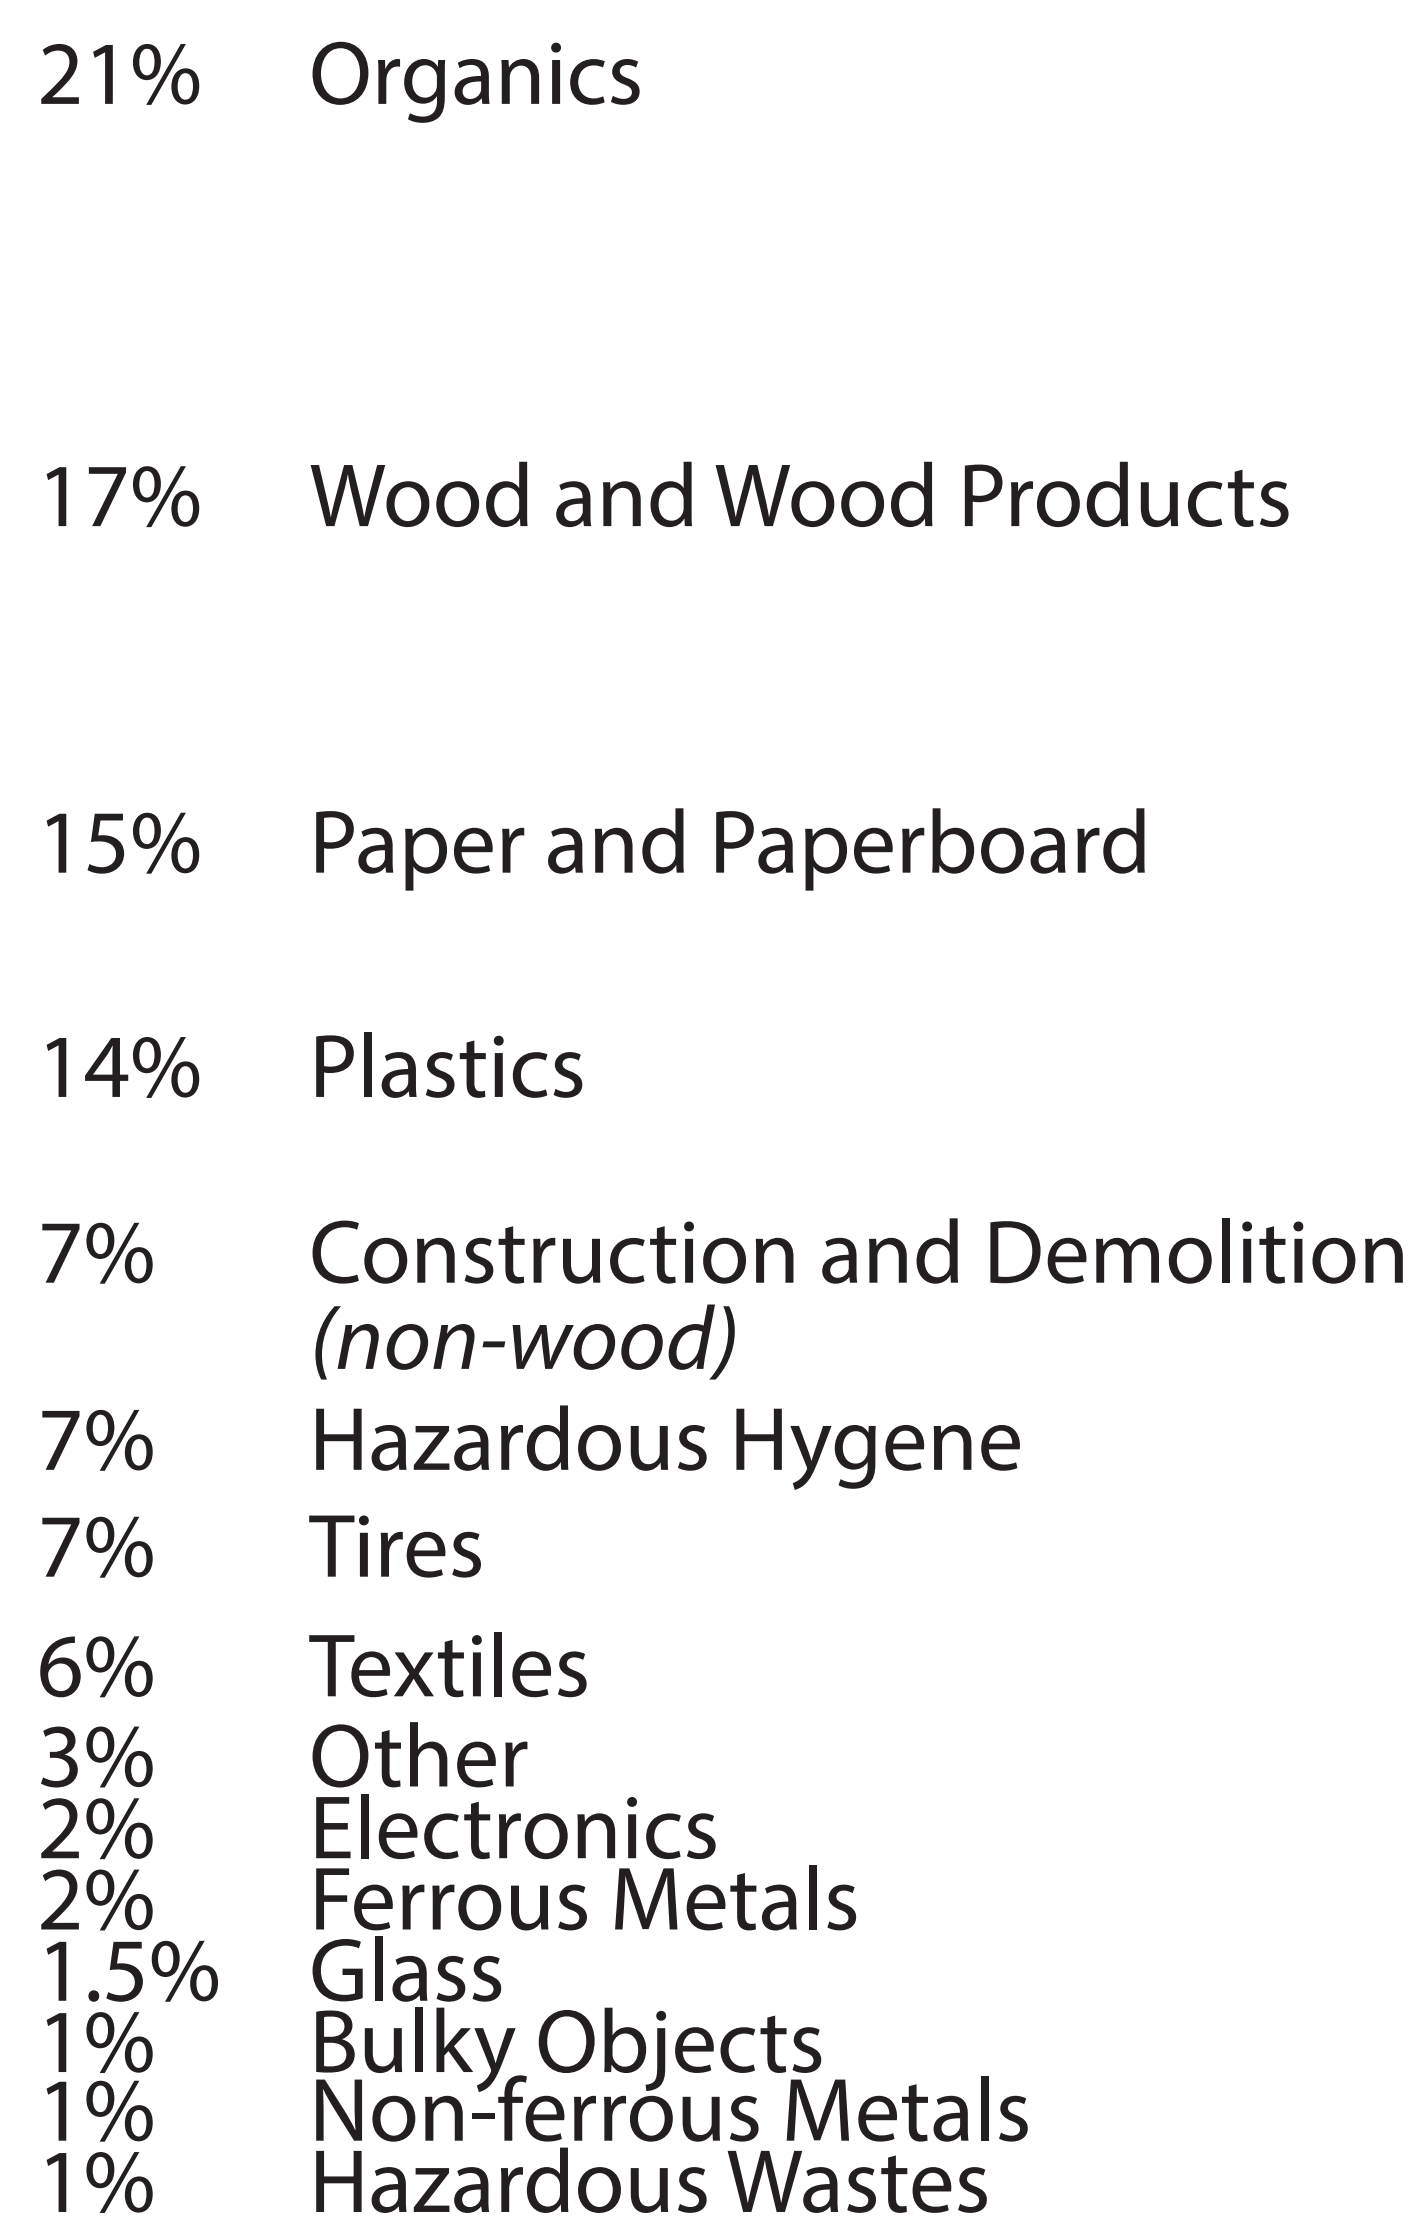 21% Organics
17% Wood and Wood Products
15% Paper and Paperboard
14% Plastics
7% Construction and Demolition
(non-wood)
7% Hazardous Hygene
7% Tires
6% Textiles
3% Other
2% Electronics
2% Ferrous Metals
1.5% Glass
1% Bulky Objects
1% Non-ferrous Metals
1% Hazardous Wastes